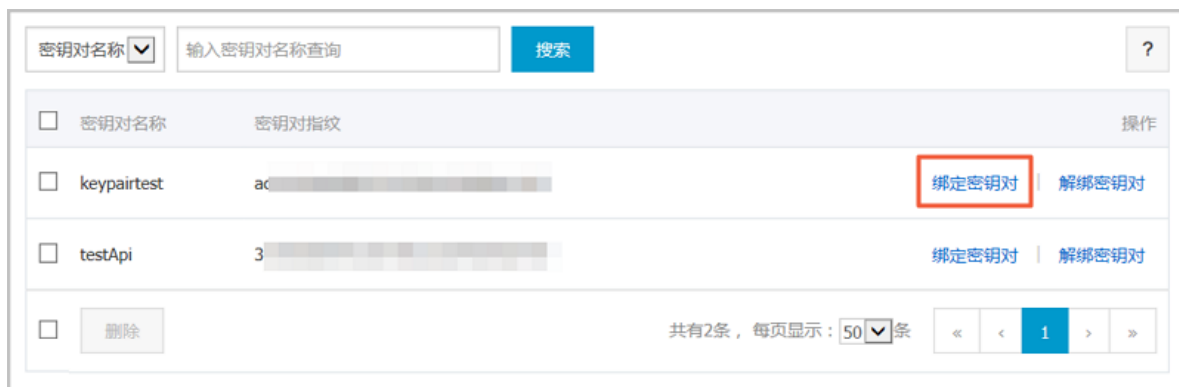 密钥对名称 输入密钥对名称查询 搜索 ?
密钥对名称 密钥对指纹 操作
keypairtest ac 绑定密钥对 | 解绑密钥对
testApi 3 绑定密钥对 | 解绑密钥对
删除 共有2条， 每页显示：50条 « ‹ 1 › »